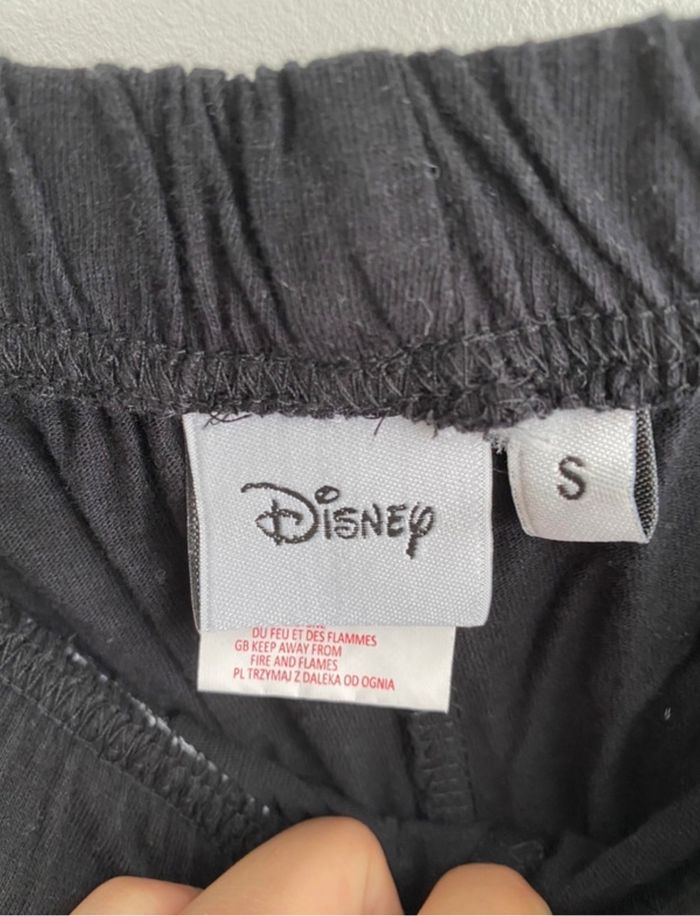 Disney
S
DU FEU ET DES FLAMMES
GB KEEP AWAY FROM
FIRE AND FLAMES
PL TRZYMAJ Z DALEKA OD OGNIA